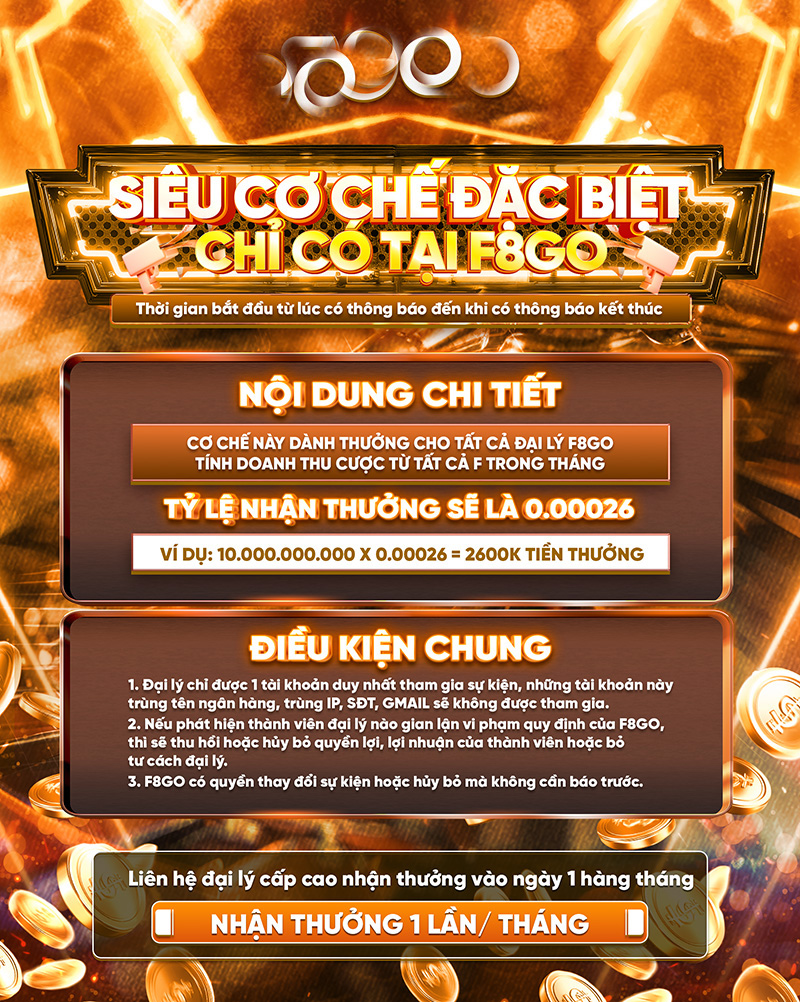 SIÊU CƠ CHẾ ĐẶC BIỆT
CHỈ CÓ TẠI F8GO
Thời gian bắt đầu từ lúc có thông báo đến khi có thông báo kết thúc
NỘI DUNG CHI TIẾT
CƠ CHẾ NÀY DÀNH THƯỞNG CHO TẤT CẢ ĐẠI LÝ F8GO
TÍNH DOANH THU CƯỢC TỪ TẤT CẢ F TRONG THÁNG
TỶ LỆ NHẬN THƯỞNG SẼ LÀ 0.00026
VÍ DỤ: 10.000.000.000 X 0.00026 = 2600K TIỀN THƯỞNG
ĐIỀU KIỆN CHUNG
1. Đại lý chỉ được 1 tài khoản duy nhất tham gia sự kiện, những tài khoản này
trùng tên ngân hàng, trùng IP, SĐT, GMAIL sẽ không được tham gia.
2. Nếu phát hiện thành viên đại lý nào gian lận vi phạm quy định của F8GO,
thì sẽ thu hồi hoặc hủy bỏ quyền lợi, lợi nhuận của thành viên hoặc bỏ
tư cách đại lý.
3. F8GO có quyền thay đổi sự kiện hoặc hủy bỏ mà không cần báo trước.
Liên hệ đại lý cấp cao nhận thưởng vào ngày 1 hàng tháng
NHẬN THƯỞNG 1 LẦN/ THÁNG